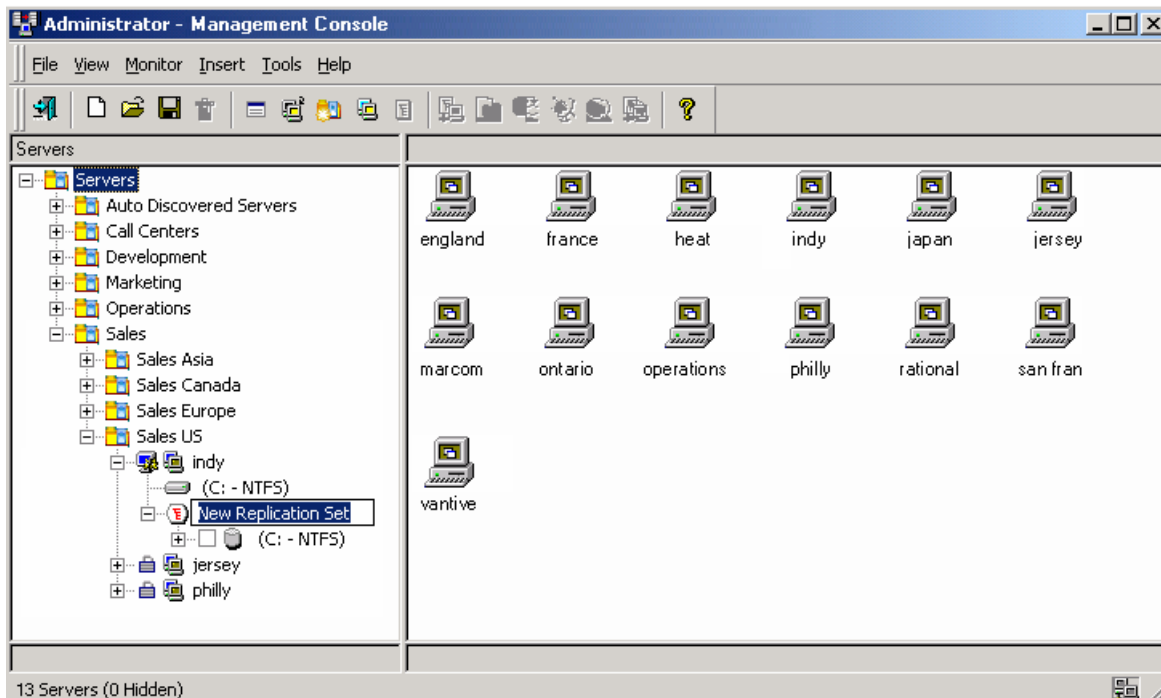 Administrator - Management Console
File View Monitor Insert Tools Help
Servers
Servers
Auto Discovered Servers
Call Centers
Development
Marketing
Operations
Sales
Sales Asia
Sales Canada
Sales Europe
Sales US
indy
(C: - NTFS)
New Replication Set
(C: - NTFS)
jersey
philly
england france heat indy japan jersey
marcom ontario operations philly rational san fran
vantive
13 Servers (0 Hidden)